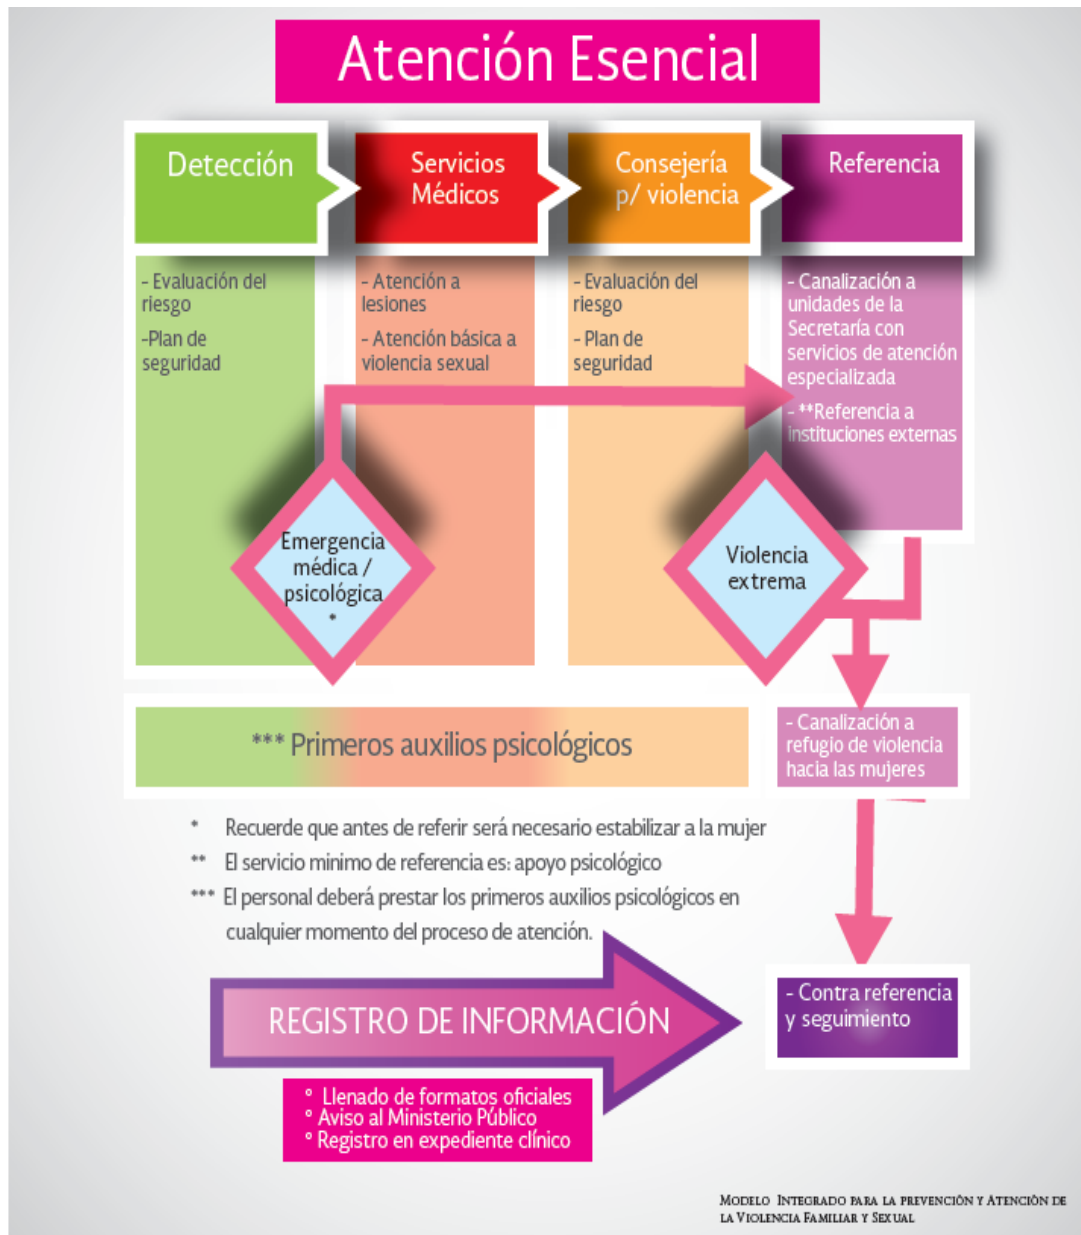 Atención Esencial
Detección
Servicios
Médicos
Consejería
p/ violencia
Referencia
- Evaluación del
riesgo
-Plan de
seguridad
- Atención a
lesiones
- Atención básica a
violencia sexual
- Evaluación del
riesgo
- Plan de
seguridad
- Canalización a
unidades de la
Secretaría con
servicios de atención
especializada
- **Referencia a
instituciones externas
Emergencia
médica /
psicológica
*
Violencia
extrema
*** Primeros auxilios psicológicos
- Canalización a
refugio de violencia
hacia las mujeres
* Recuerde que antes de referir será necesario estabilizar a la mujer
** El servicio minimo de referencia es: apoyo psicológico
*** El personal deberá prestar los primeros auxilios psicológicos en
cualquier momento del proceso de atención.
REGISTRO DE INFORMACIÓN
- Contra referencia
y seguimiento
° Llenado de formatos oficiales
° Aviso al Ministerio Público
° Registro en expediente clínico
MODELO INTEGRADO PARA LA PREVENCIÓN Y ATENCIÓN DE
LA VIOLENCIA FAMILIAR Y SEXUAL